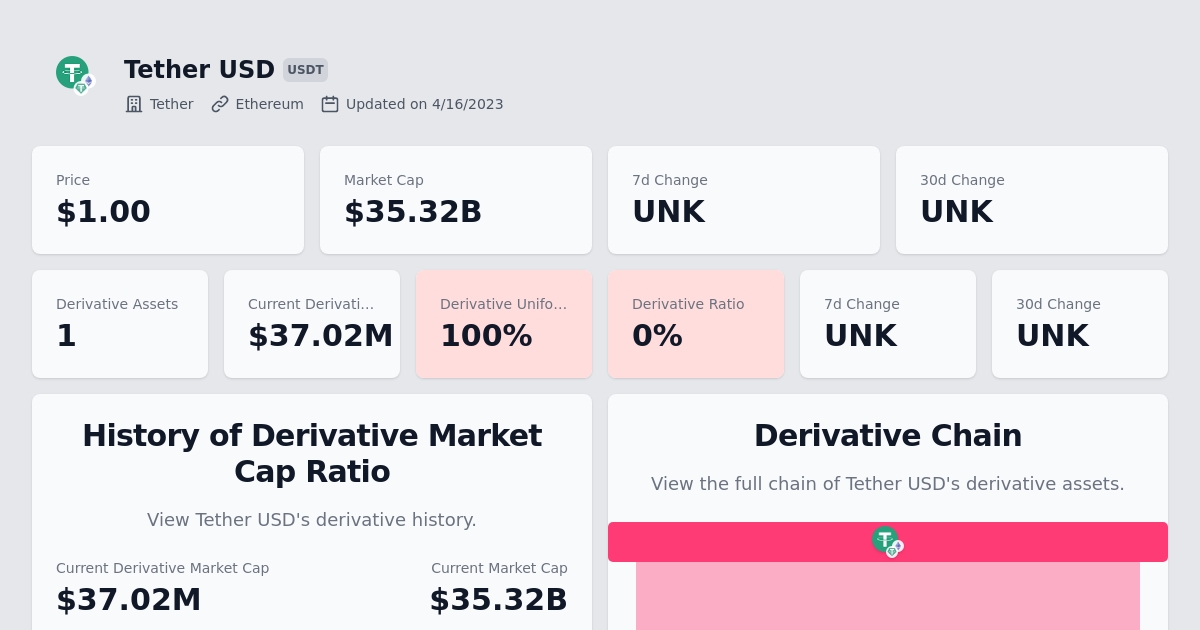 Tether USD USDT
Tether Ethereum Updated on 4/16/2023
Price Market Cap 7d Change 30d Change
$1.00 $35.32B UNK UNK
Derivative Assets Current Derivati... Derivative Unifo... Derivative Ratio 7d Change 30d Change
1 $37.02M 100% 0% UNK UNK
History of Derivative Market
Cap Ratio
View Tether USD's derivative history.
Current Derivative Market Cap Current Market Cap
$37.02M $35.32B
Derivative Chain
View the full chain of Tether USD's derivative assets.